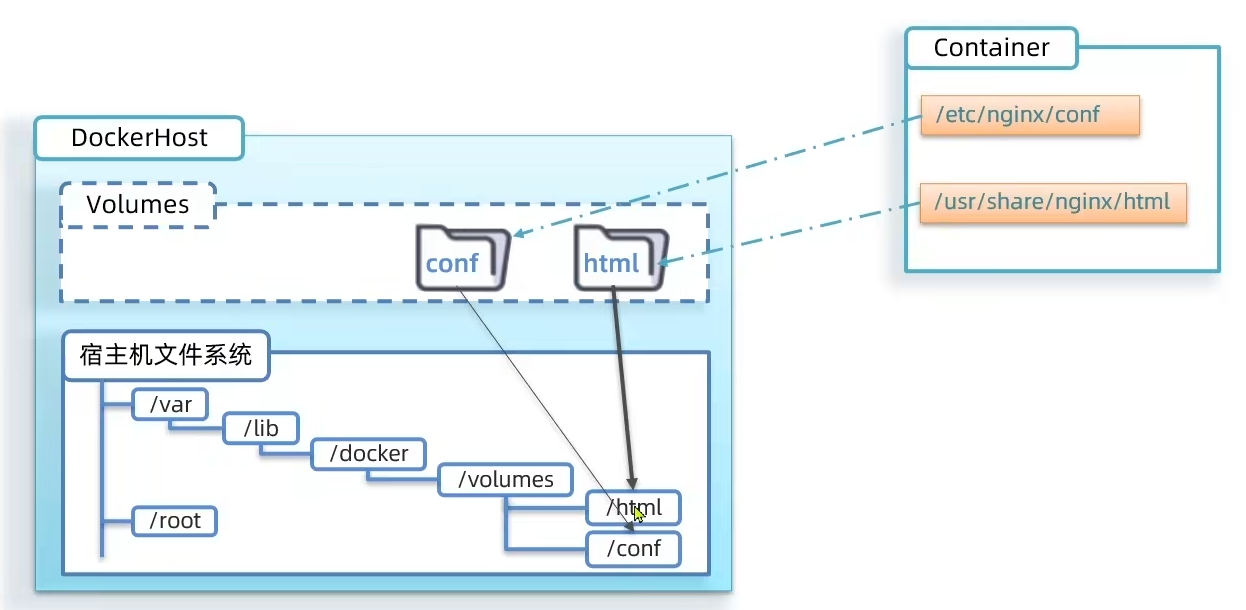 Container
/etc/nginx/conf
/usr/share/nginx/html
DockerHost
Volumes
conf
html
宿主机文件系统
/var
/lib
/docker
/volumes
/html
/root
/conf